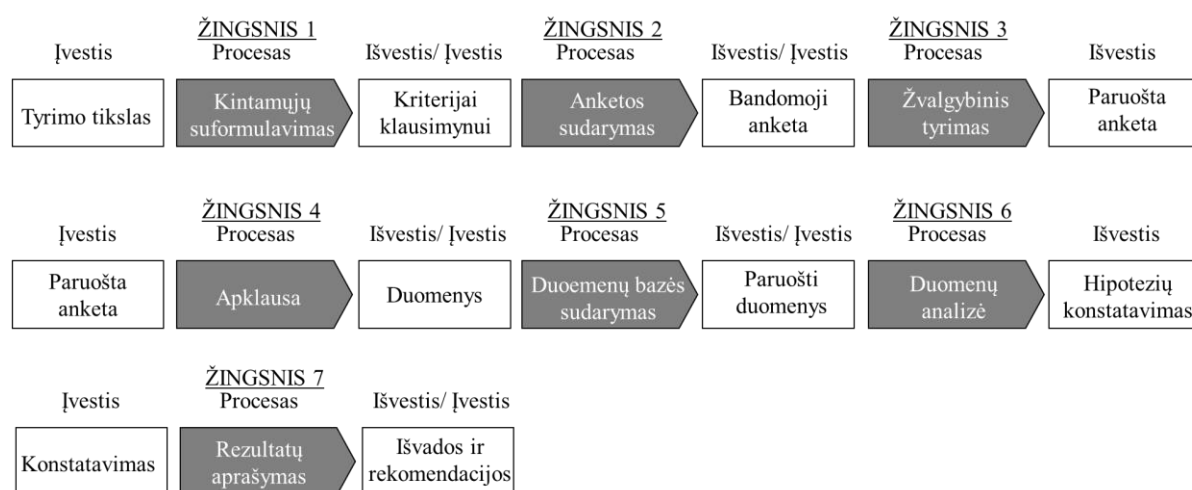 ŽINGSNIS 1 ŽINGSNIS 2 ŽINGSNIS 3
Įvestis Procesas Išvestis/ Įvestis Procesas Išvestis/ Įvestis Procesas Išvestis
Tyrimo tikslas
Kintamųjų
suformulavimas
Kriterijai
klausimynui
Anketos
sudarymas
Bandomoji
anketa
Žvalgybinis
tyrimas
Paruošta
anketa
ŽINGSNIS 4 ŽINGSNIS 5 ŽINGSNIS 6
Įvestis Procesas Išvestis/ Įvestis Procesas Išvestis/ Įvestis Procesas Išvestis
Paruošta
anketa
Apklausa
Duomenys
Duoemenų bazės
sudarymas
Paruošti
duomenys
Duomenų
analizė
Hipotezių
konstatavimas
ŽINGSNIS 7
Įvestis Procesas Išvestis/ Įvestis
Konstatavimas
Rezultatų
aprašymas
Išvados ir
rekomendacijos